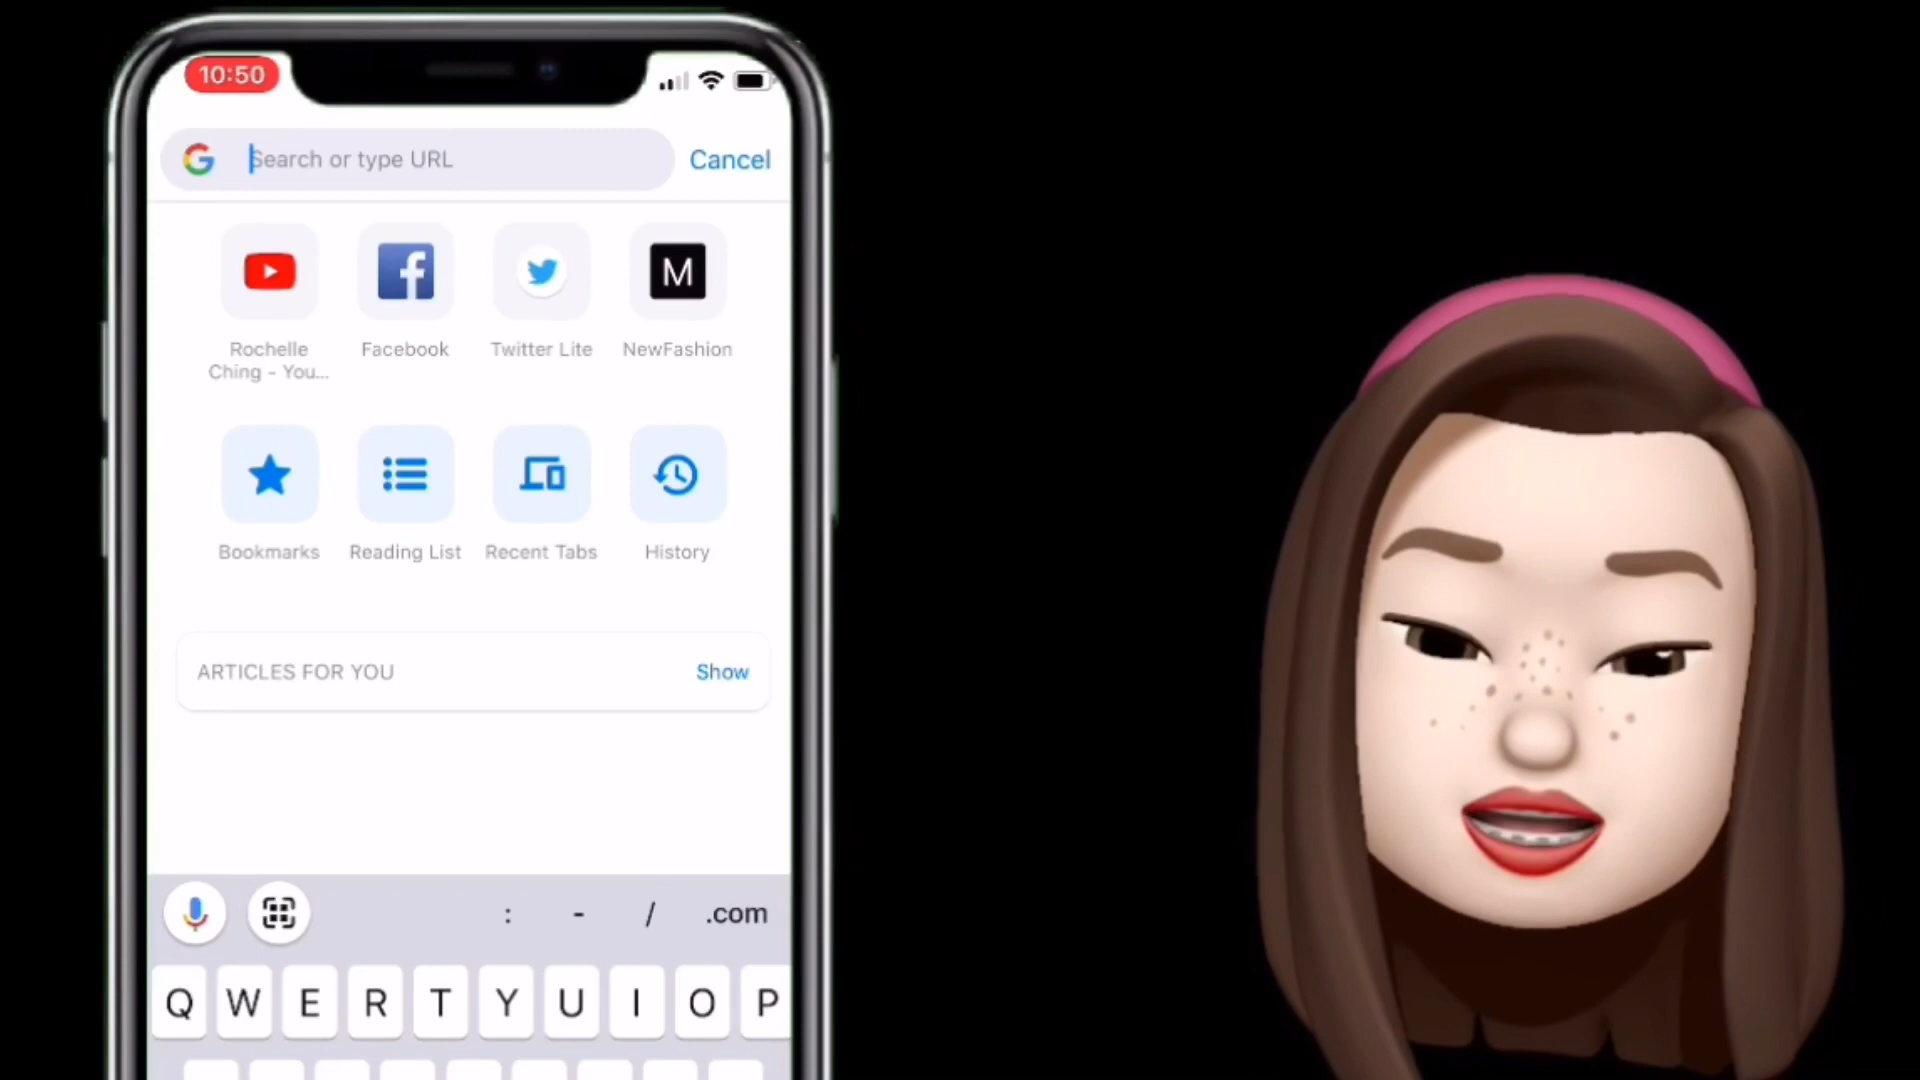 10:50
Search or type URL
Cancel
M
Rochelle
Ching - You...
Facebook
Twitter Lite
NewFashion
Bookmarks
Reading List
Recent Tabs
History
ARTICLES FOR YOU
Show
: - / .com
Q W E R T Y U I O P